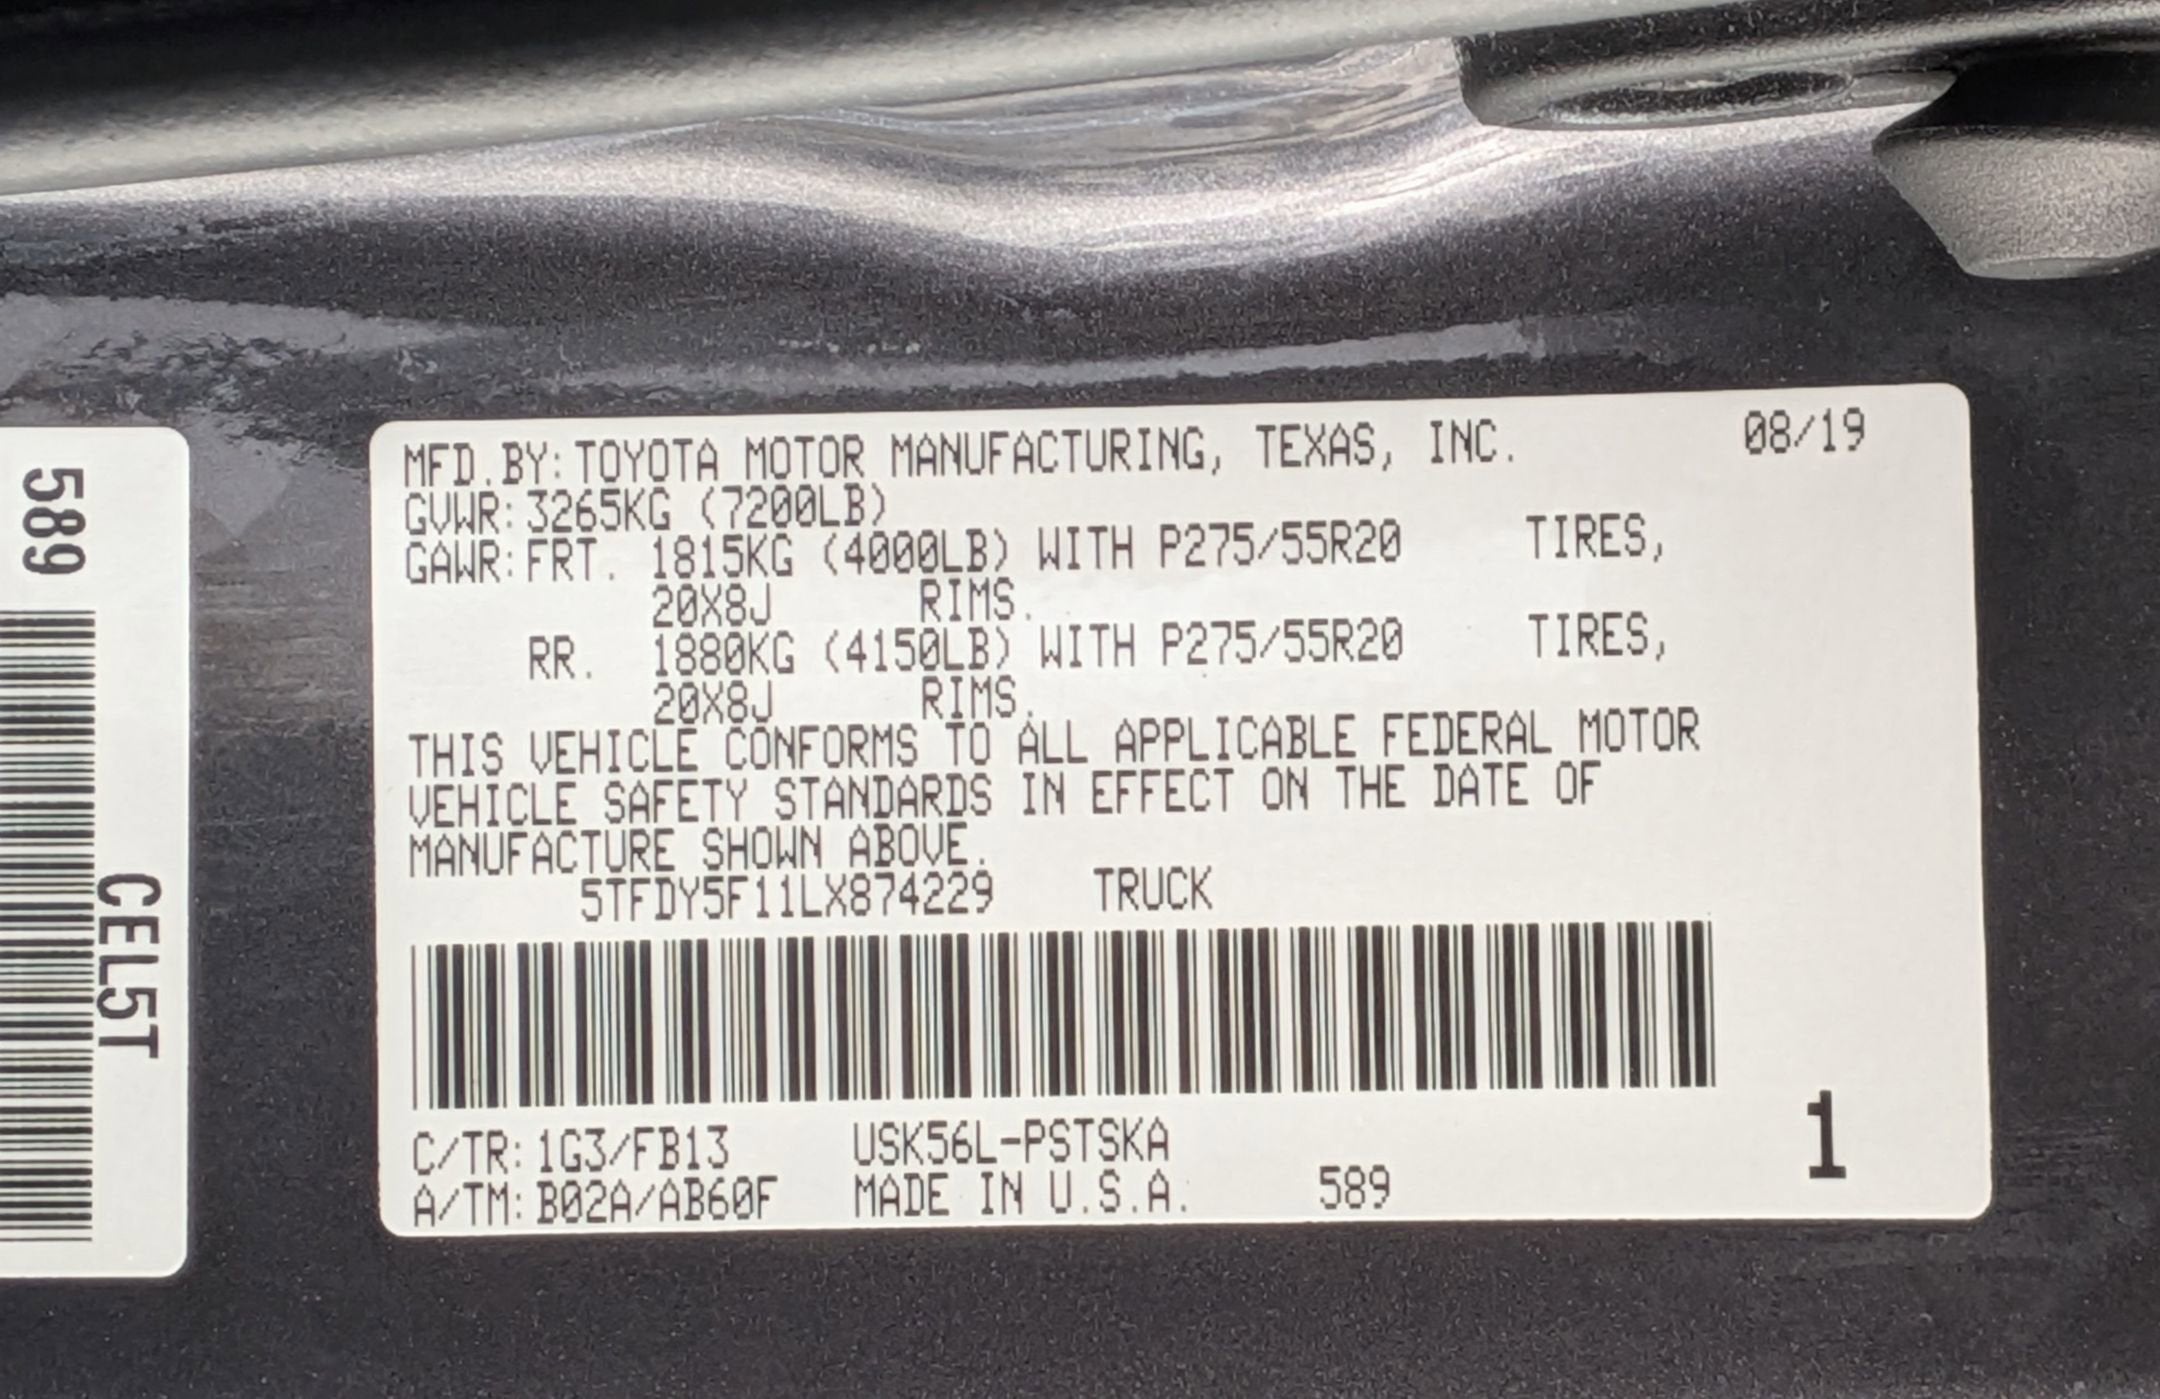 589
CEL5T
MFD.BY: TOYOTA MOTOR MANUFACTURING, TEXAS, INC. 08/19
GVWR: 3265KG (7200LB)
GAWR: FRT. 1815KG (4000LB) WITH P275/55R20 TIRES,
20X8J RIMS.
RR. 1880KG (4150LB) WITH P275/55R20 TIRES,
20X8J RIMS.
THIS VEHICLE CONFORMS TO ALL APPLICABLE FEDERAL MOTOR
VEHICLE SAFETY STANDARDS IN EFFECT ON THE DATE OF
MANUFACTURE SHOWN ABOVE.
5TFDY5F11LX874229 TRUCK
C/TR: 1G3/FB13 USK56L-PSTSKA
A/TM: B02A/AB60F MADE IN U.S.A. 589
1